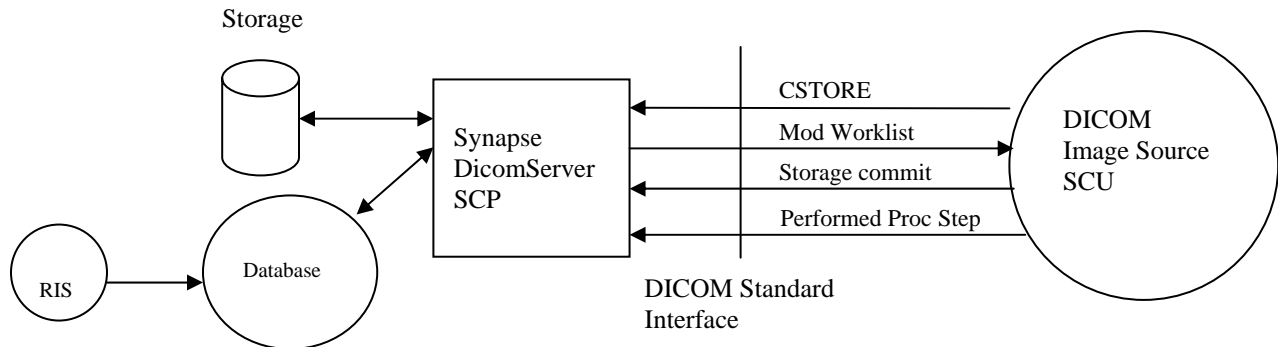 Storage
CSTORE
Mod Worklist
Storage commit
Performed Proc Step
Synapse
DicomServer
SCP
DICOM
Image Source
SCU
RIS
Database
DICOM Standard
Interface